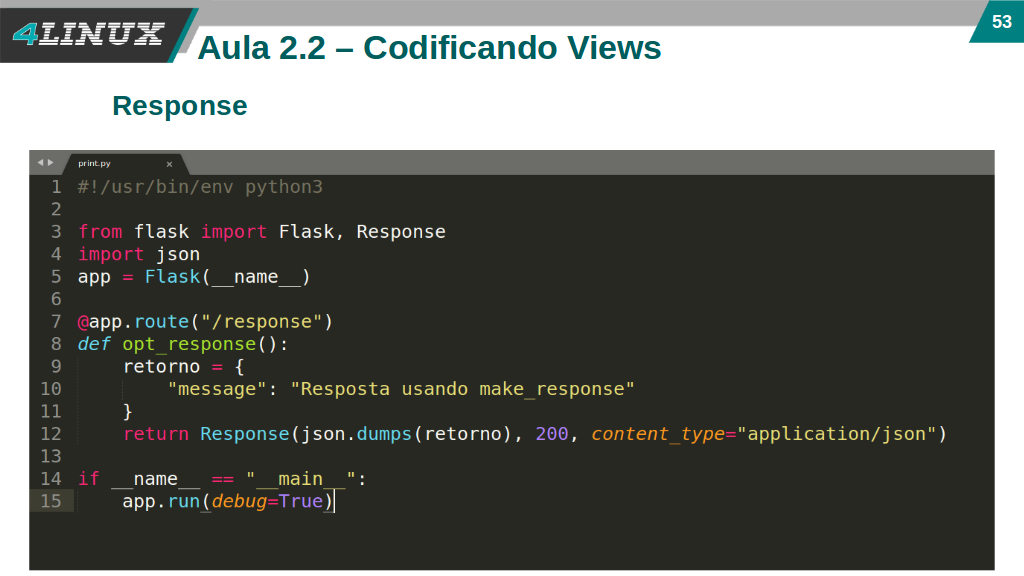 4LINUX
53
Aula 2.2 – Codificando Views
Response
print.py ×
1 #!/usr/bin/env python3
2
3 from flask import Flask, Response
4 import json
5 app = Flask(__name__)
6
7 @app.route("/response")
8 def opt_response():
9     retorno = {
10         "message": "Resposta usando make_response"
11     }
12     return Response(json.dumps(retorno), 200, content_type="application/json")
13
14 if __name__ == "__main__":
15     app.run(debug=True)